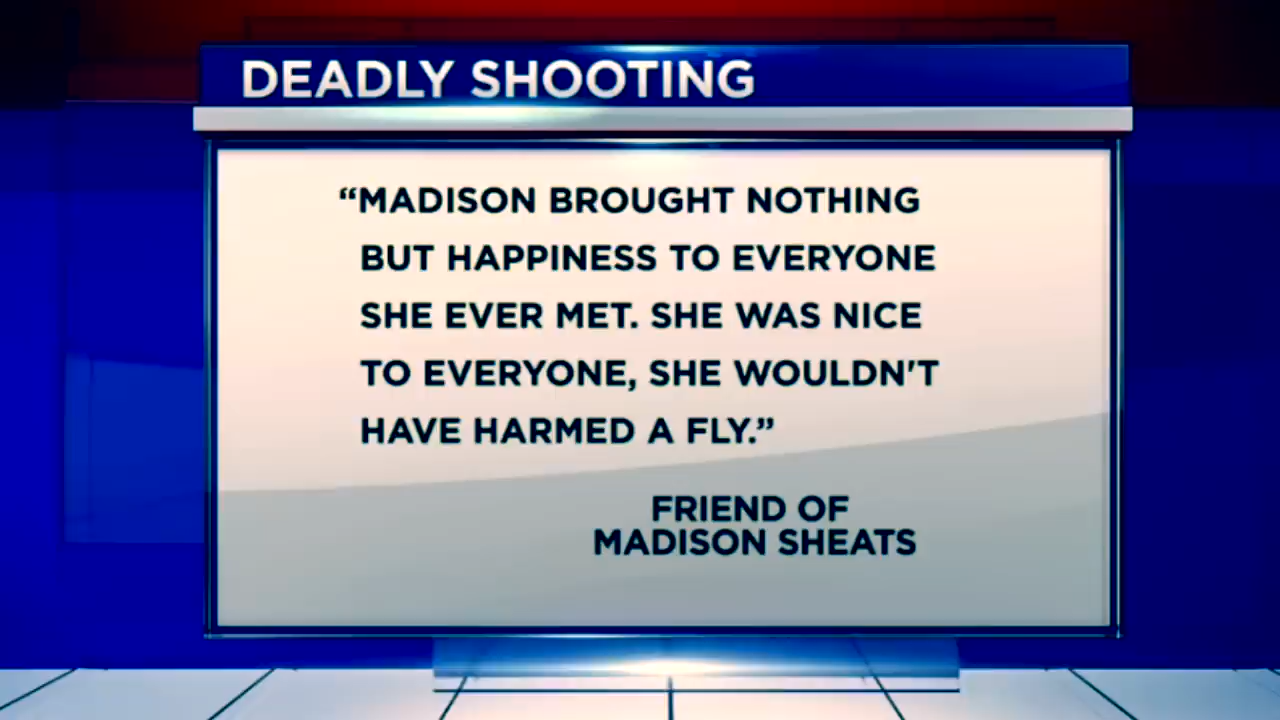 DEADLY SHOOTING
“MADISON BROUGHT NOTHING
BUT HAPPINESS TO EVERYONE
SHE EVER MET. SHE WAS NICE
TO EVERYONE, SHE WOULDN'T
HAVE HARMED A FLY.”
FRIEND OF
MADISON SHEATS